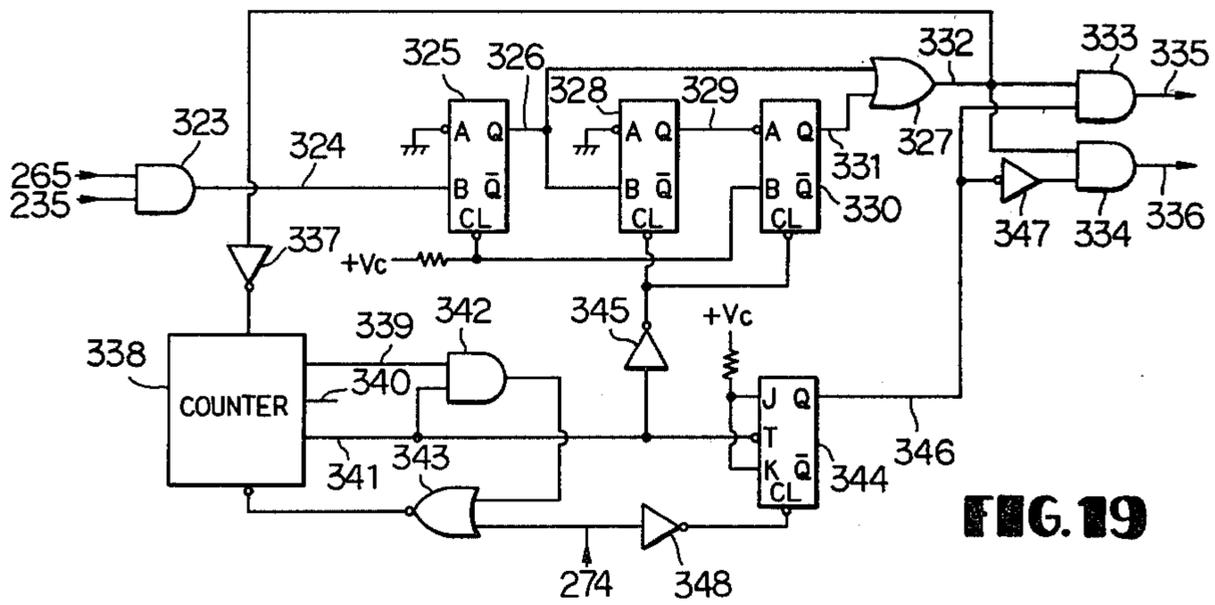 332
333
335
325
326
328
329
323
265
235
324
A Q
B Q̄
CL
A Q
B Q̄
CL
A Q
B Q̄
CL
331
327
330
347
334
336
337
+Vc
345
+Vc
342
339
338
340
COUNTER
341
343
J Q
T
K Q̄
CL
344
346
274
348
FIG. 19